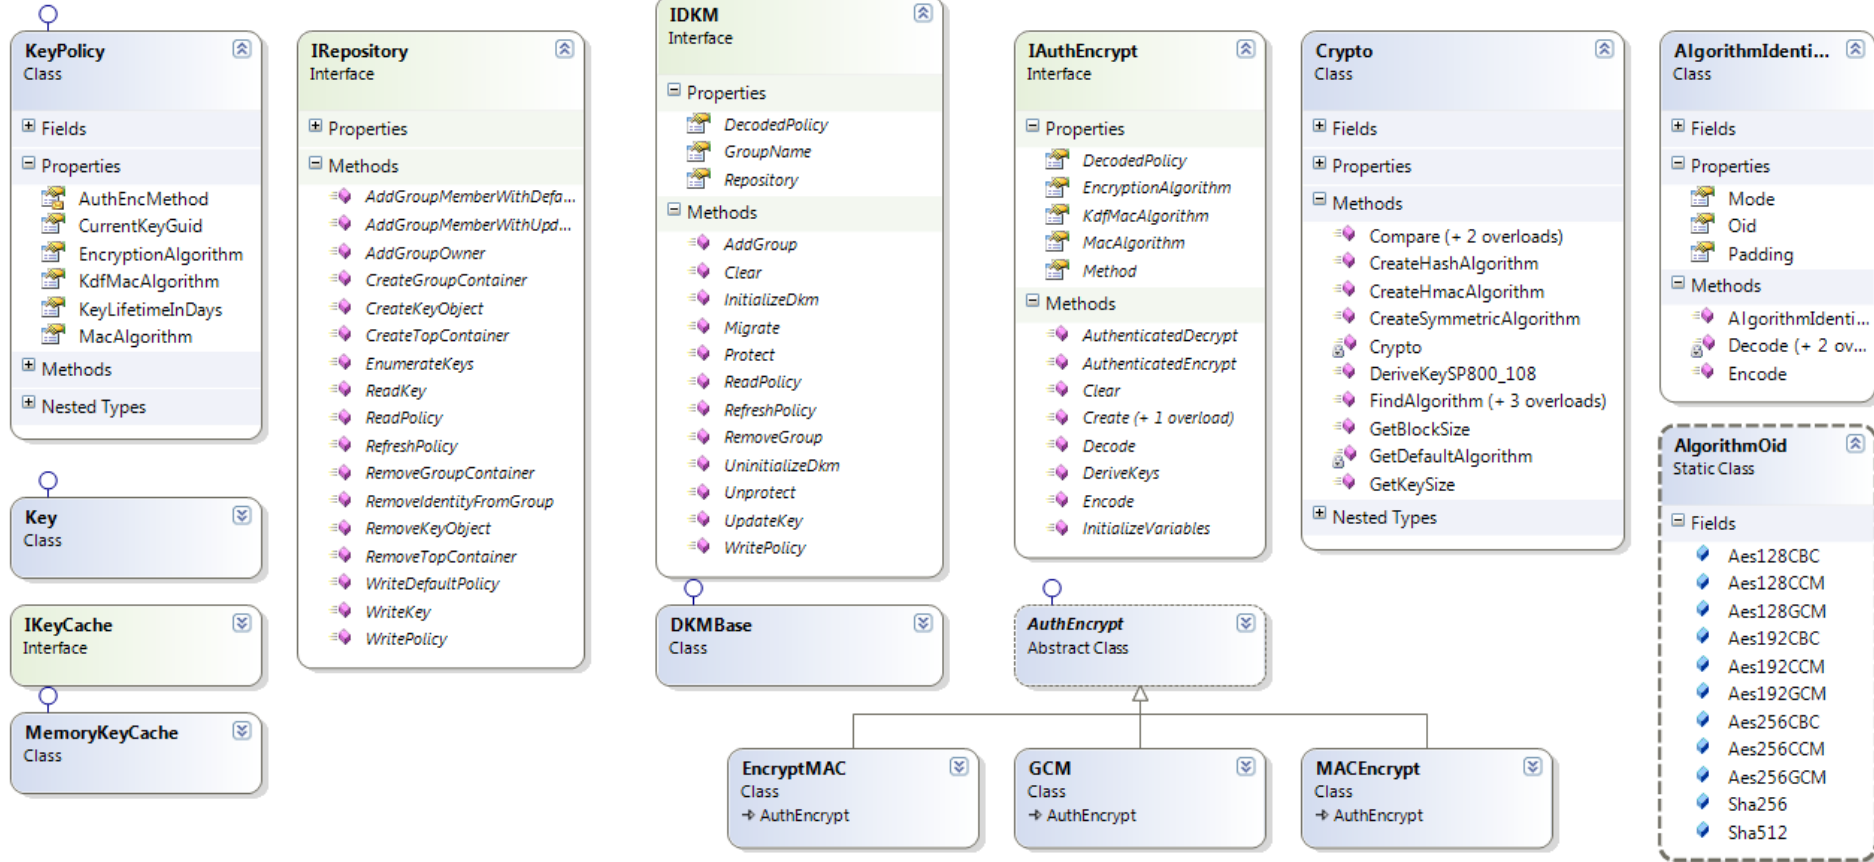 KeyPolicy
Class
Fields
Properties
AuthEncMethod
CurrentKeyGuid
EncryptionAlgorithm
KdfMacAlgorithm
KeyLifetimeInDays
MacAlgorithm
Methods
Nested Types
Key
Class
IKeyCache
Interface
MemoryKeyCache
Class
IRepository
Interface
Properties
Methods
AddGroupMemberWithDefa...
AddGroupMemberWithUpd...
AddGroupOwner
CreateGroupContainer
CreateKeyObject
CreateTopContainer
EnumerateKeys
ReadKey
ReadPolicy
RefreshPolicy
RemoveGroupContainer
RemoveIdentityFromGroup
RemoveKeyObject
RemoveTopContainer
WriteDefaultPolicy
WriteKey
WritePolicy
IDKM
Interface
Properties
DecodedPolicy
GroupName
Repository
Methods
AddGroup
Clear
InitializeDkm
Migrate
Protect
ReadPolicy
RefreshPolicy
RemoveGroup
UninitializeDkm
Unprotect
UpdateKey
WritePolicy
DKMBase
Class
IAuthEncrypt
Interface
Properties
DecodedPolicy
EncryptionAlgorithm
KdfMacAlgorithm
MacAlgorithm
Method
Methods
AuthenticatedDecrypt
AuthenticatedEncrypt
Clear
Create (+ 1 overload)
Decode
DeriveKeys
Encode
InitializeVariables
AuthEncrypt
Abstract Class
EncryptMAC
Class
AuthEncrypt
GCM
Class
AuthEncrypt
MACEncrypt
Class
AuthEncrypt
Crypto
Class
Fields
Properties
Methods
Compare (+ 2 overloads)
CreateHashAlgorithm
CreateHmacAlgorithm
CreateSymmetricAlgorithm
Crypto
DeriveKeySP800_108
FindAlgorithm (+ 3 overloads)
GetBlockSize
GetDefaultAlgorithm
GetKeySize
Nested Types
AlgorithmIdenti...
Class
Fields
Properties
Mode
Oid
Padding
Methods
AlgorithmIdenti...
Decode (+ 2 ov...
Encode
AlgorithmOid
Static Class
Fields
Aes128CBC
Aes128CCM
Aes128GCM
Aes192CBC
Aes192CCM
Aes192GCM
Aes256CBC
Aes256CCM
Aes256GCM
Sha256
Sha512